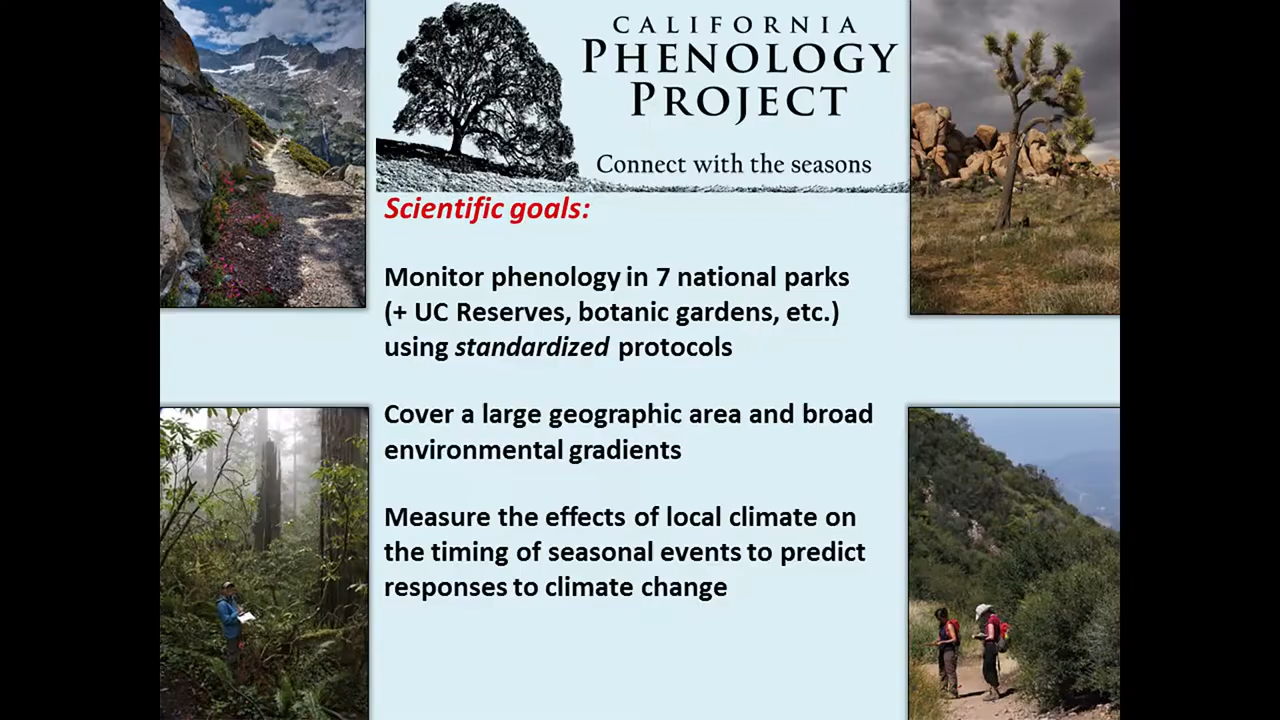 CALIFORNIA
PHENOLOGY
PROJECT
Connect with the seasons
Scientific goals:
Monitor phenology in 7 national parks
(+ UC Reserves, botanic gardens, etc.)
using standardized protocols
Cover a large geographic area and broad
environmental gradients
Measure the effects of local climate on
the timing of seasonal events to predict
responses to climate change